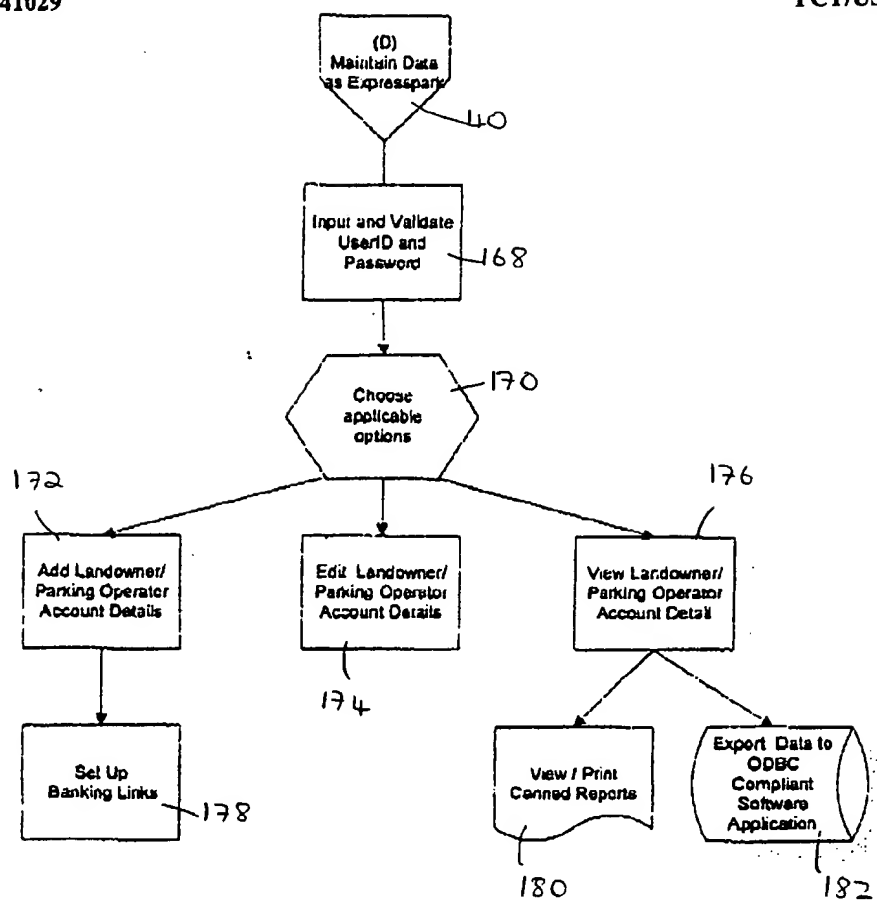 41029
PCT/US
(D)
Maintain Data
as Expresspark
40
Input and Validate
UserID and
Password
168
Choose
applicable
options
170
172
176
Add Landowner/
Parking Operator
Account Details
Edit Landowner/
Parking Operator
Account Details
View Landowner/
Parking Operator
Account Detail
174
Set Up
Banking Links
178
View / Print
Canned Reports
180
Export Data to
ODBC
Compliant
Software
Application
182